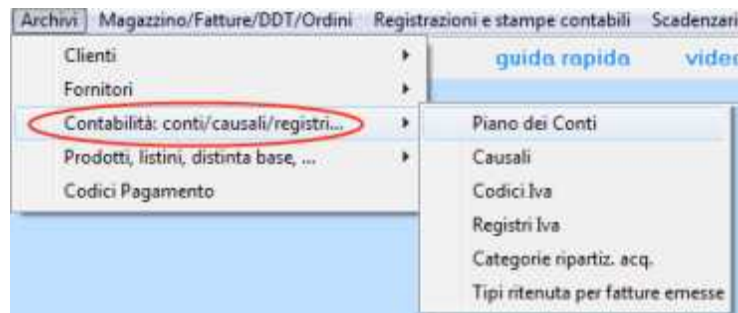 Archivi Magazzino/Fatture/DDT/Ordini Registrazioni e stampe contabili Scadenzari
guida rapida video
Clienti
Fornitori
Contabilità: conti/causali/registri...
Prodotti, listini, distinta base, ...
Codici Pagamento
Piano dei Conti
Causali
Codici Iva
Registri Iva
Categorie ripartiz. acq.
Tipi ritenuta per fatture emesse